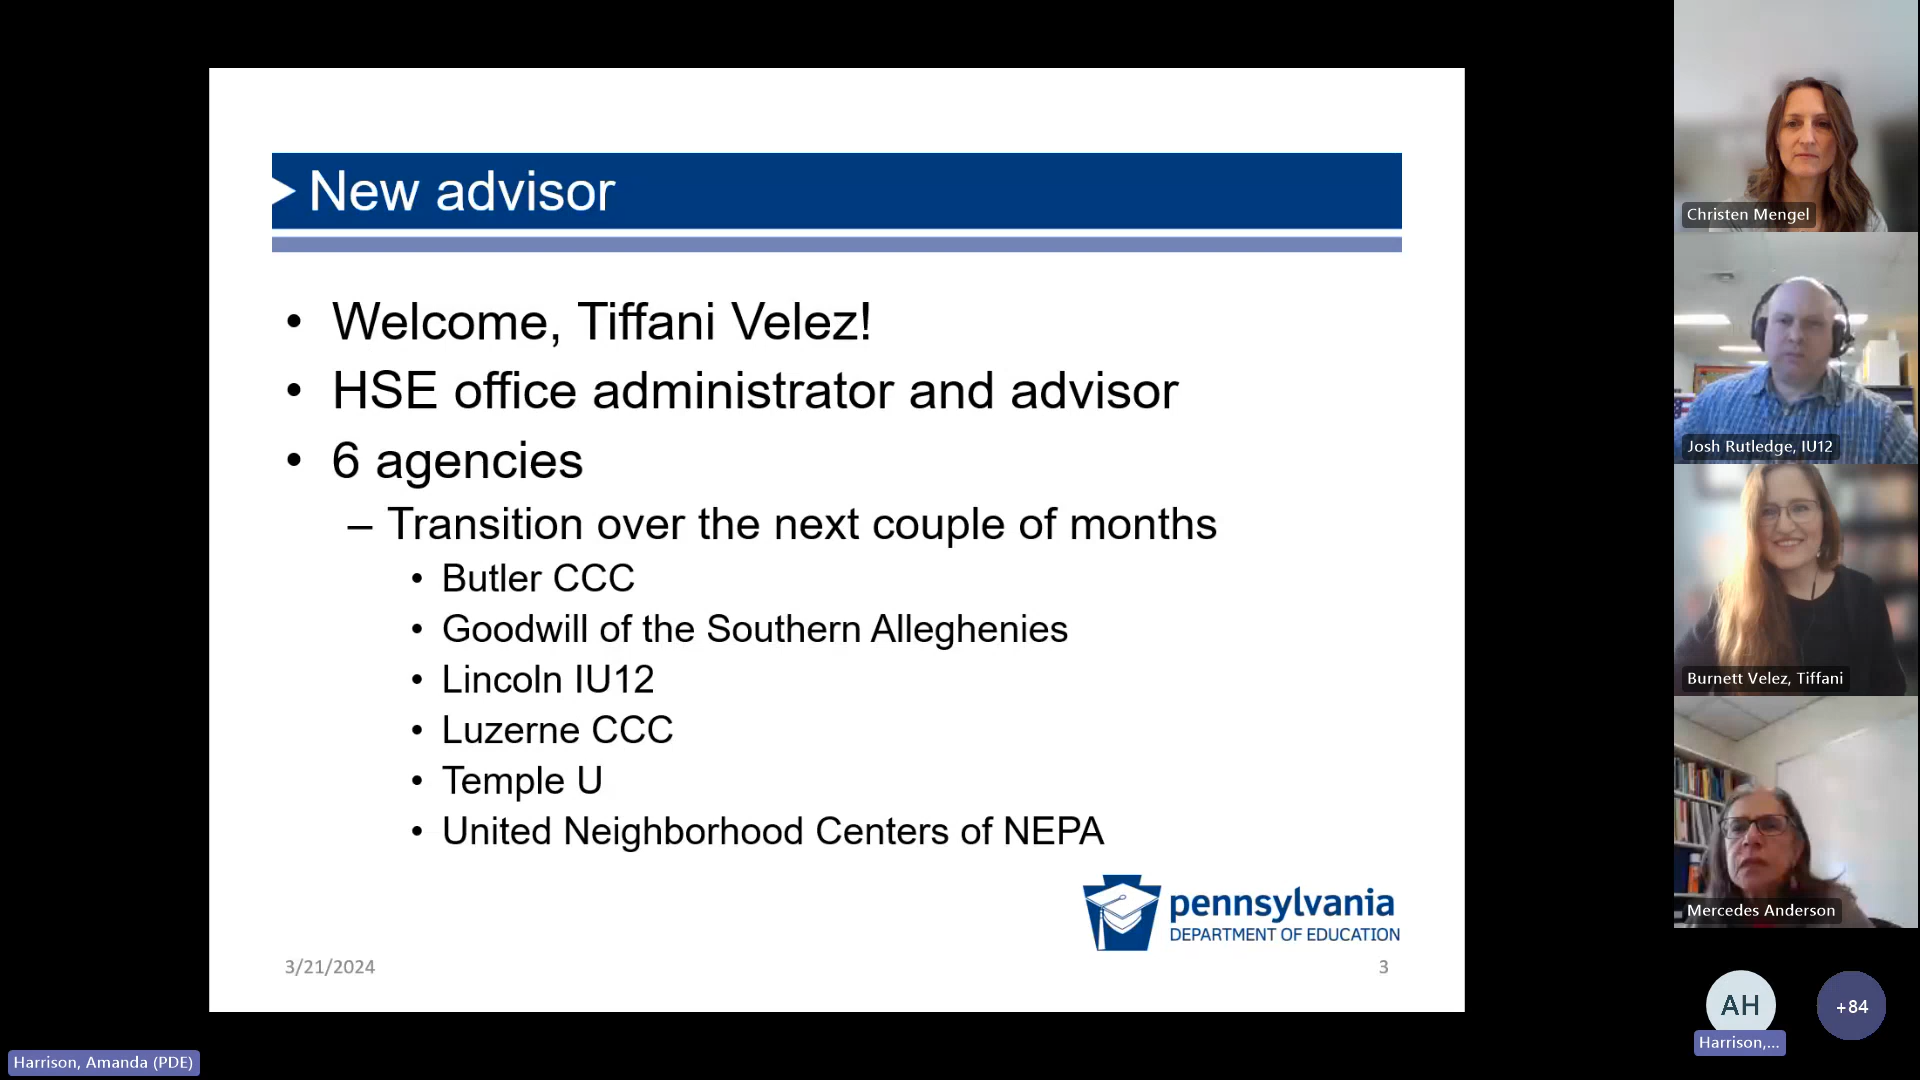 New advisor
• Welcome, Tiffani Velez!
• HSE office administrator and advisor
• 6 agencies
– Transition over the next couple of months
• Butler CCC
• Goodwill of the Southern Alleghenies
• Lincoln IU12
• Luzerne CCC
• Temple U
• United Neighborhood Centers of NEPA
pennsylvania
DEPARTMENT OF EDUCATION
3/21/2024
3
Christen Mengel
Josh Rutledge, IU12
Burnett Velez, Tiffani
Mercedes Anderson
AH
+84
Harrison,...
Harrison, Amanda (PDE)